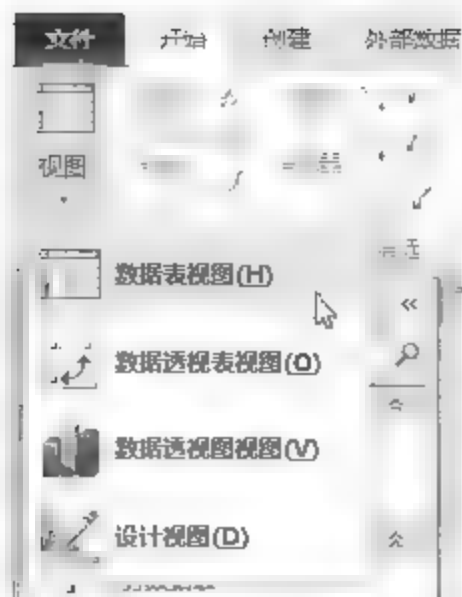 文件 开始 创建 外部数据
视图
数据表视图(H)
数据透视表视图(O)
数据透视图视图(V)
设计视图(D)